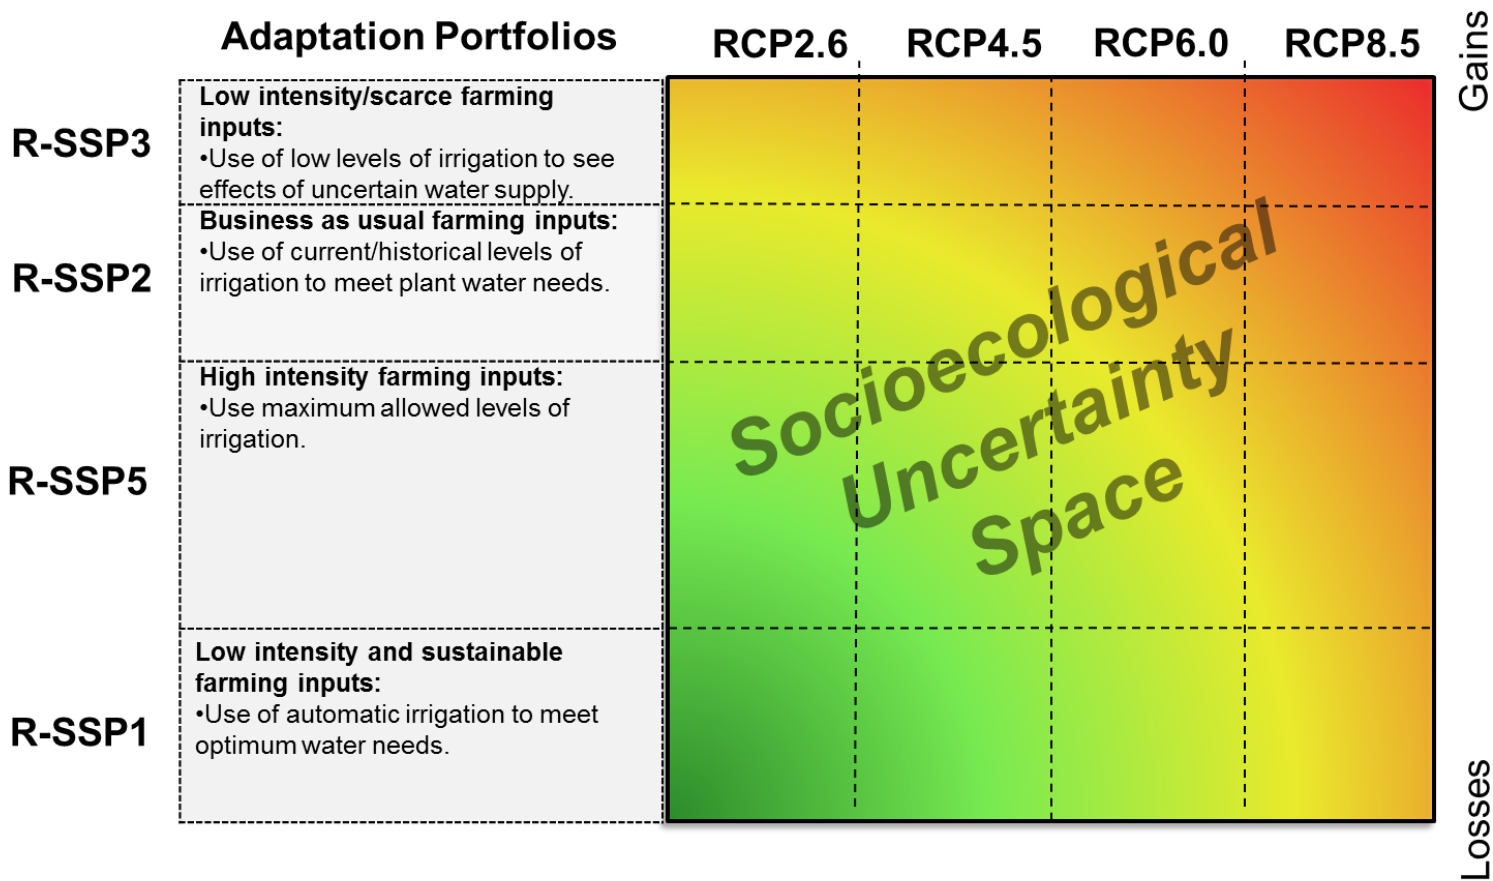 Adaptation Portfolios
RCP2.6
RCP4.5
RCP6.0
RCP8.5
Gains
R-SSP3
Low intensity/scarce farming
inputs:
•Use of low levels of irrigation to see
effects of uncertain water supply.
R-SSP2
Business as usual farming inputs:
•Use of current/historical levels of
irrigation to meet plant water needs.
R-SSP5
High intensity farming inputs:
•Use maximum allowed levels of
irrigation.
R-SSP1
Low intensity and sustainable
farming inputs:
•Use of automatic irrigation to meet
optimum water needs.
Socioecological
Uncertainty
Space
Losses